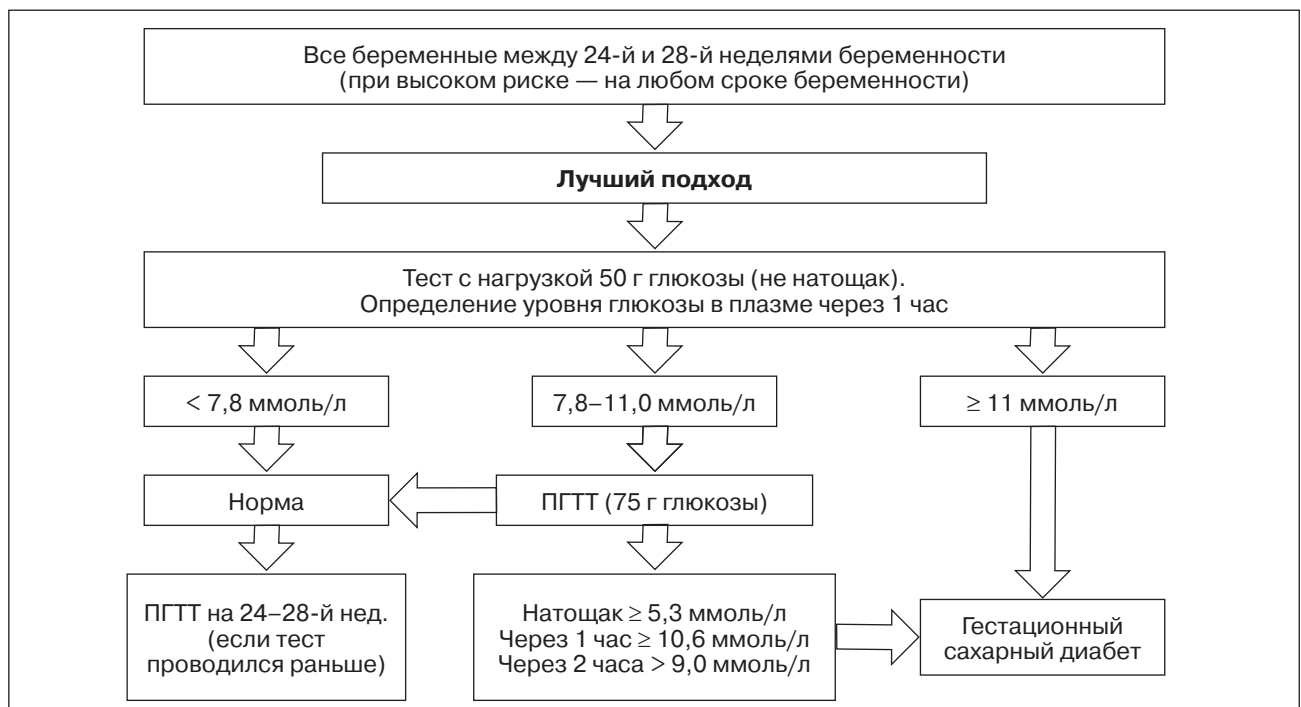 Все беременные между 24-й и 28-й неделями беременности
(при высоком риске — на любом сроке беременности)
Лучший подход
Тест с нагрузкой 50 г глюкозы (не натощак).
Определение уровня глюкозы в плазме через 1 час
< 7,8 ммоль/л
7,8–11,0 ммоль/л
≥ 11 ммоль/л
Норма
ПГТТ (75 г глюкозы)
ПГТТ на 24–28-й нед.
(если тест
проводился раньше)
Натощак ≥ 5,3 ммоль/л
Через 1 час ≥ 10,6 ммоль/л
Через 2 часа > 9,0 ммоль/л
Гестационный
сахарный диабет